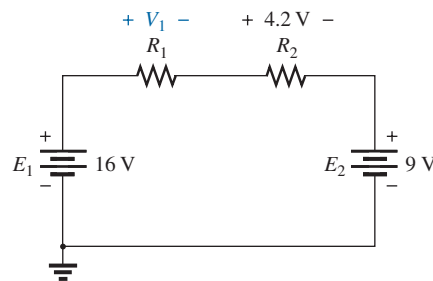 + V₁ − + 4.2 V −
R₁ R₂
+ +
E₁ 16 V E₂ 9 V
− −